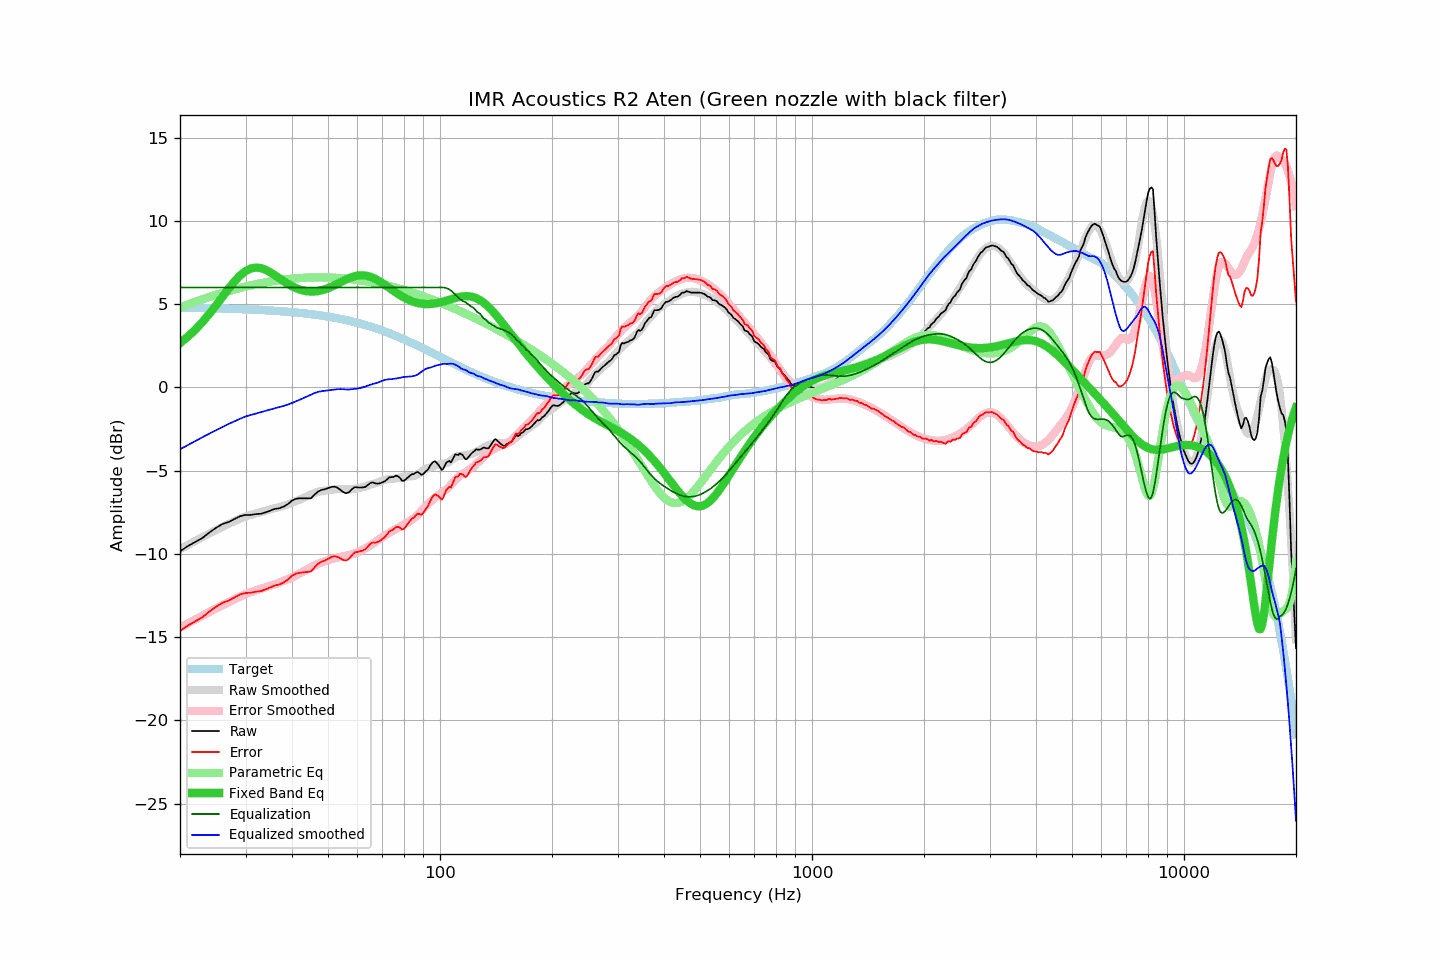 IMR Acoustics R2 Aten (Green nozzle with black filter)
15
10
5
0
−5
−10
−15
−20
−25
Amplitude (dBr)
Target
Raw Smoothed
Error Smoothed
Raw
Error
Parametric Eq
Fixed Band Eq
Equalization
Equalized smoothed
100 1000 10000
Frequency (Hz)